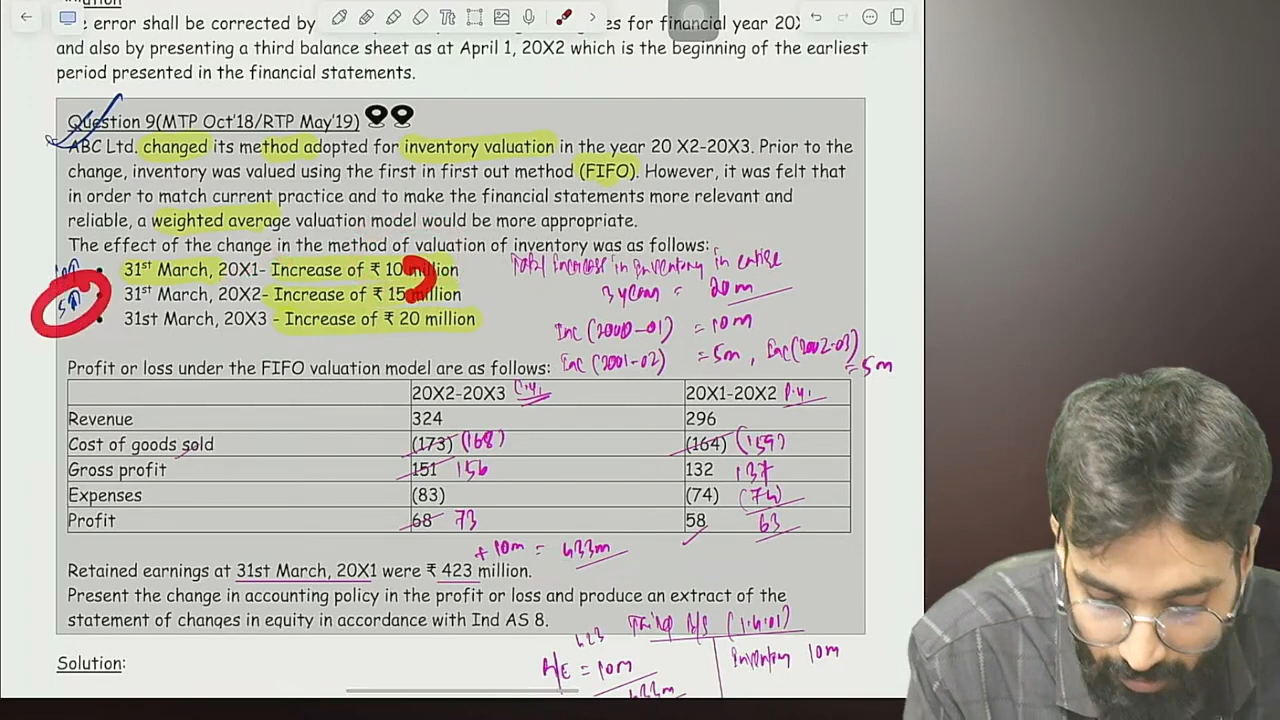 e error shall be corrected by es for financial year 20X
and also by presenting a third balance sheet as at April 1, 20X2 which is the beginning of the earliest
period presented in the financial statements.
Question 9(MTP Oct'18/RTP May'19)
ABC Ltd. changed its method adopted for inventory valuation in the year 20 X2-20X3. Prior to the
change, inventory was valued using the first in first out method (FIFO). However, it was felt that
in order to match current practice and to make the financial statements more relevant and
reliable, a weighted average valuation model would be more appropriate.
The effect of the change in the method of valuation of inventory was as follows:
• 31st March, 20X1- Increase of ₹ 10 million
• 31st March, 20X2- Increase of ₹ 15 million
• 31st March, 20X3 - Increase of ₹ 20 million
10↑
5↑
Total Increase in Inventory in entire
3 years = 20m
Inc (2000-01) = 10m
Inc (2001-02) = 5m, Inc (2002-03)
= 5m
Profit or loss under the FIFO valuation model are as follows:
20X2-20X3 C.y. 20X1-20X2 P.y.
Revenue 324 296
Cost of goods sold (173) (168) (164) (159)
Gross profit 151 156 132 137
Expenses (83) (74) (74)
Profit 68 73 58 63
+ 10m = 433m
Retained earnings at 31st March, 20X1 were ₹ 423 million.
Present the change in accounting policy in the profit or loss and produce an extract of the
statement of changes in equity in accordance with Ind AS 8.
423 B/S (1.4.01)
R/E = 10m Inventory 10m
433m
Solution: